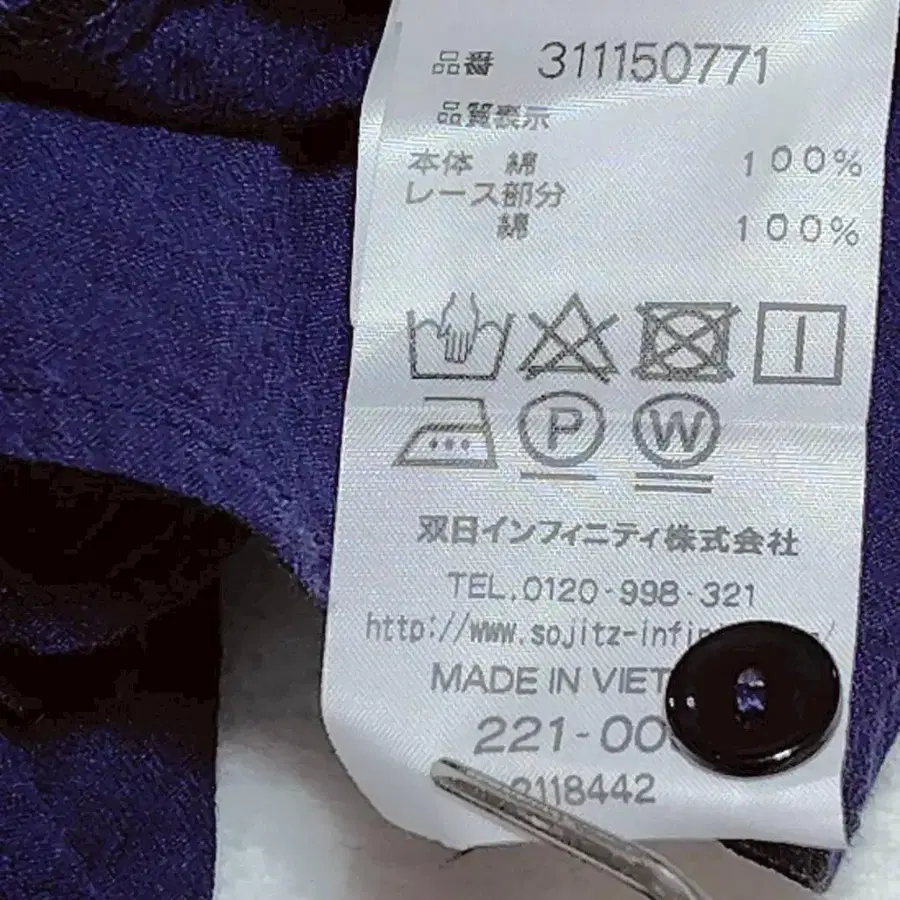 品番 311150771
品質表示
本体 綿 100%
レース部分
綿 100%
P W
双日インフィニティ株式会社
TEL.0120-998-321
http://www.sojitz-infi
MADE IN VIET
221-00
2118442